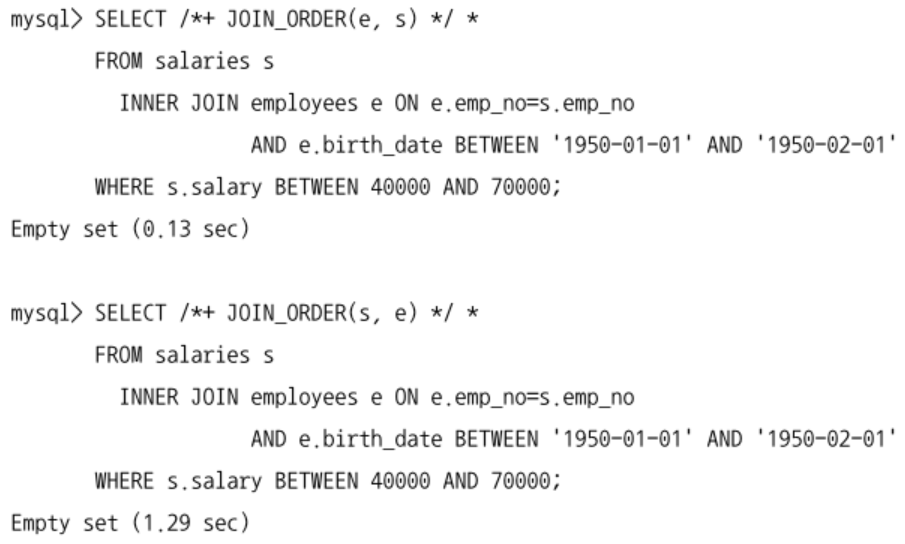 mysql> SELECT /*+ JOIN_ORDER(e, s) */ *
FROM salaries s
INNER JOIN employees e ON e.emp_no=s.emp_no
AND e.birth_date BETWEEN '1950-01-01' AND '1950-02-01'
WHERE s.salary BETWEEN 40000 AND 70000;
Empty set (0.13 sec)
mysql> SELECT /*+ JOIN_ORDER(s, e) */ *
FROM salaries s
INNER JOIN employees e ON e.emp_no=s.emp_no
AND e.birth_date BETWEEN '1950-01-01' AND '1950-02-01'
WHERE s.salary BETWEEN 40000 AND 70000;
Empty set (1.29 sec)